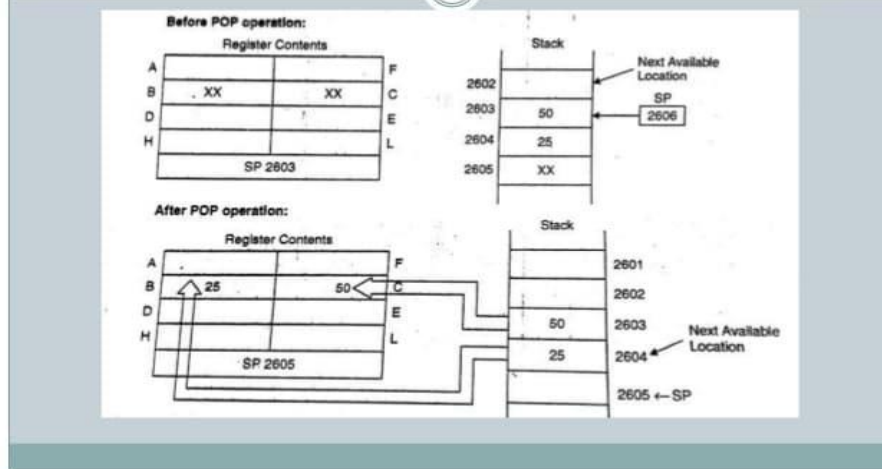 Before POP operation:
Register Contents
A F
B XX XX C
D E
H L
SP 2603
Stack
2602
2603 50
2604 25
2605 XX
Next Available
Location
SP
2606
After POP operation:
Register Contents
A F
B 25 50 C
D E
H L
SP 2605
Stack
2601
2602
50 2603
25 2604
2605 ←SP
Next Available
Location